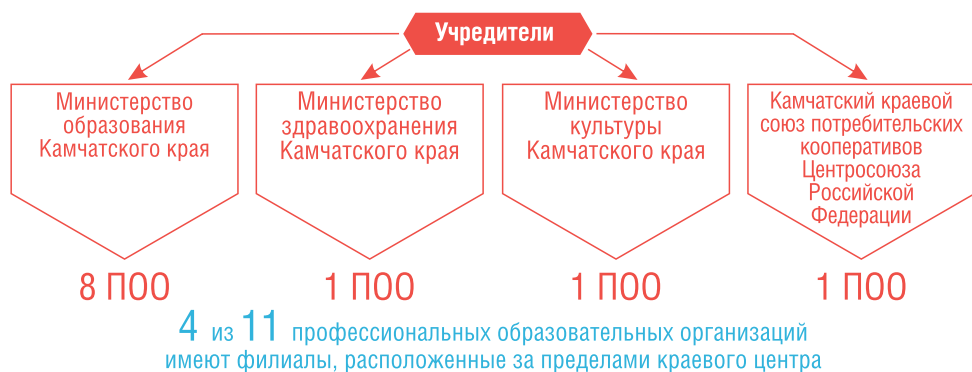 Учредители
Министерство
образования
Камчатского края
Министерство
здравоохранения
Камчатского края
Министерство
культуры
Камчатского края
Камчатский краевой
союз потребительских
кооперативов
Центросоюза
Российской
Федерации
8 ПОО
1 ПОО
1 ПОО
1 ПОО
4 из 11 профессиональных образовательных организаций
имеют филиалы, расположенные за пределами краевого центра